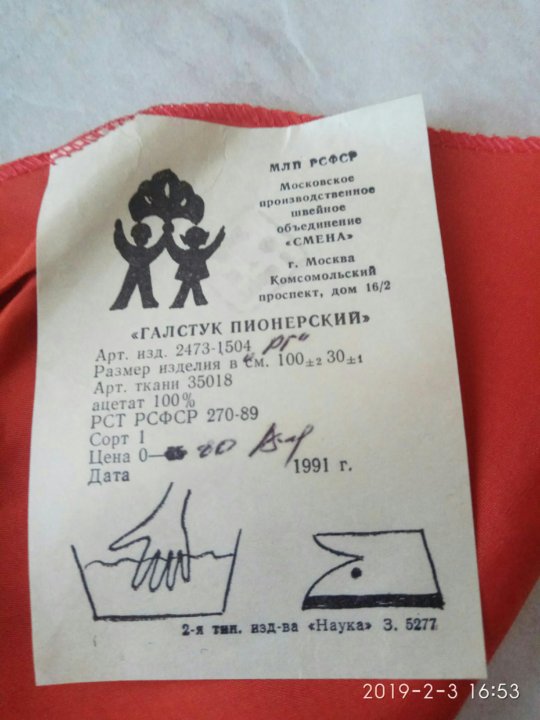 МЛП РСФСР
Московское
производственное
швейное
объединение
«СМЕНА»
г. Москва
Комсомольский
проспект, дом 16/2
«ГАЛСТУК ПИОНЕРСКИЙ»
Арт. изд. 2473-1504 "РГ"
Размер изделия в см. 100±2 30±1
Арт. ткани 35018
ацетат 100%
РСТ РСФСР 270-89
Сорт 1
Цена 0—
Дата 1991 г.
2-я тип. изд-ва «Наука» З. 5277
2019-2-3 16:53